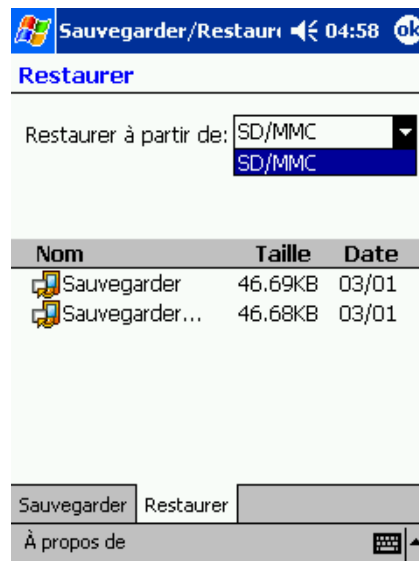 Sauvegarder/Restaur 04:58 ok
Restaurer
Restaurer à partir de: SD/MMC
SD/MMC
Nom Taille Date
Sauvegarder 46.69KB 03/01
Sauvegarder... 46.68KB 03/01
Sauvegarder Restaurer
À propos de